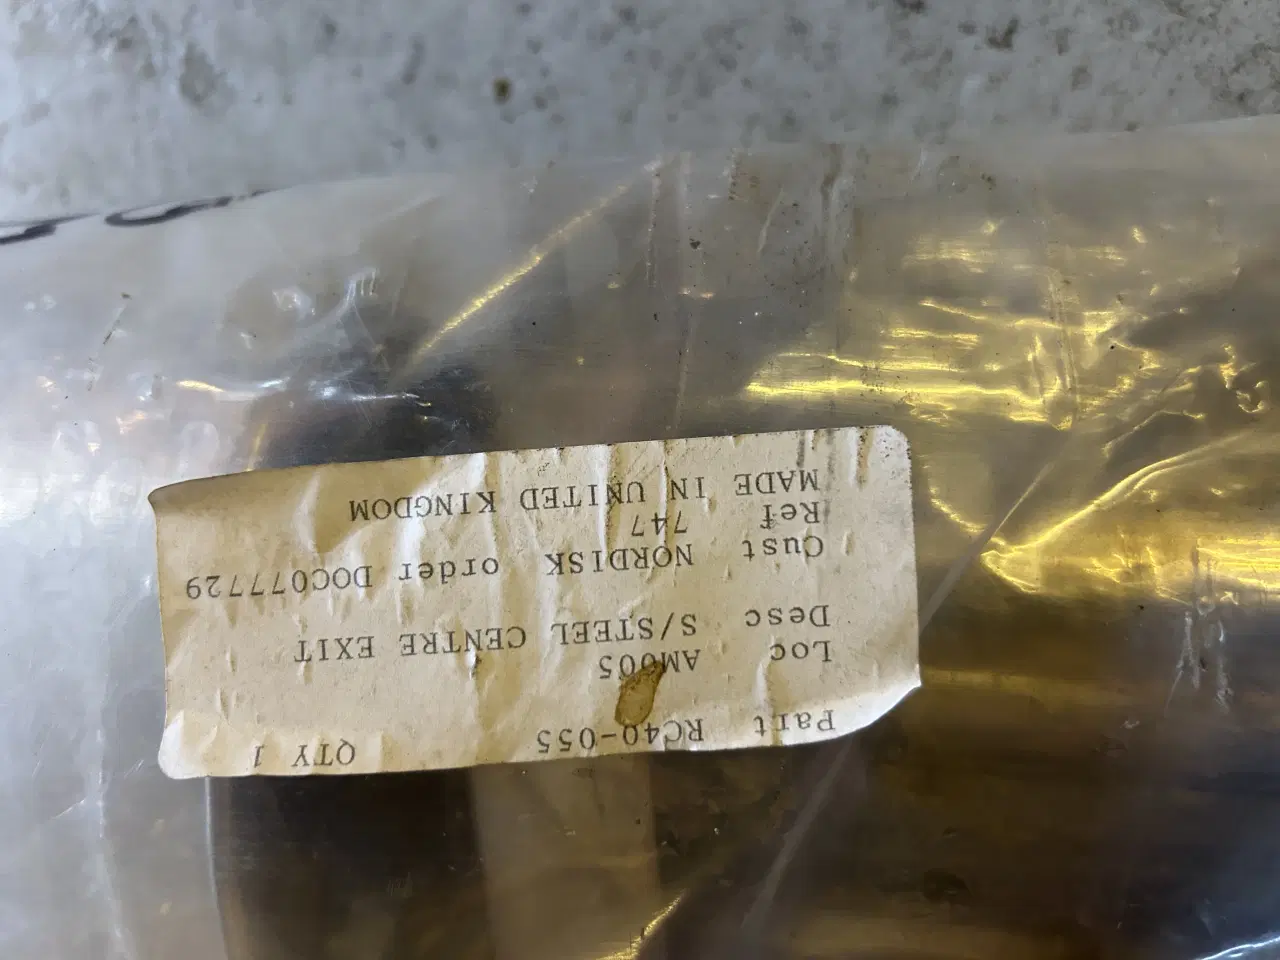 Part RC40-055 QTY 1
Loc AM005
Desc S/STEEL CENTRE EXIT
Cust NORDISK order DOC077729
Ref 747
MADE IN UNITED KINGDOM